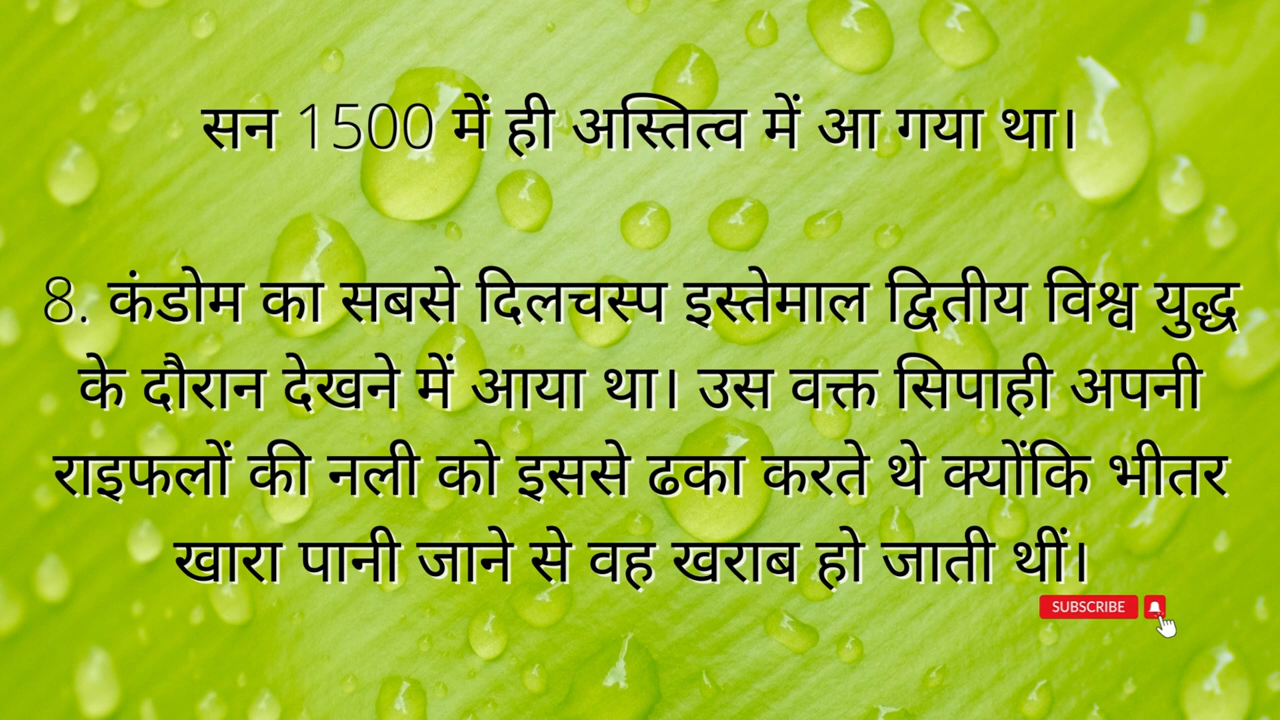 सन 1500 में ही अस्तित्व में आ गया था।
8. कंडोम का सबसे दिलचस्प इस्तेमाल द्वितीय विश्व युद्ध
के दौरान देखने में आया था। उस वक्त सिपाही अपनी
राइफलों की नली को इससे ढका करते थे क्योंकि भीतर
खारा पानी जाने से वह खराब हो जाती थीं।
SUBSCRIBE